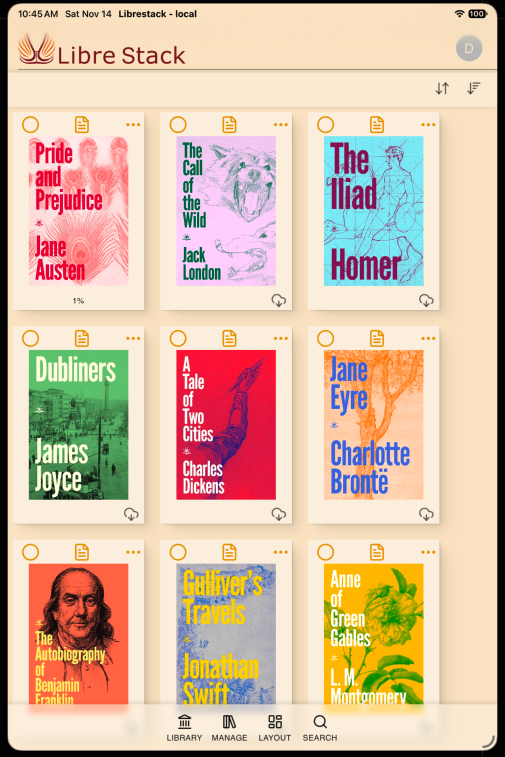 10:45 AM Sat Nov 14 Librestack - local
100
Libre Stack
D
Pride
and
Prejudice
Jane
Austen
1%
The
Call
of
the
Wild
Jack
London
The
Iliad
Homer
Dubliners
James
Joyce
A
Tale
of
Two
Cities
Charles
Dickens
Jane
Eyre
Charlotte
Brontë
The
Autobiography
of
Benjamin
Franklin
Gulliver's
Travels
Jonathan
Swift
Anne
of
Green
Gables
L. M.
Montgomery
LIBRARY MANAGE LAYOUT SEARCH